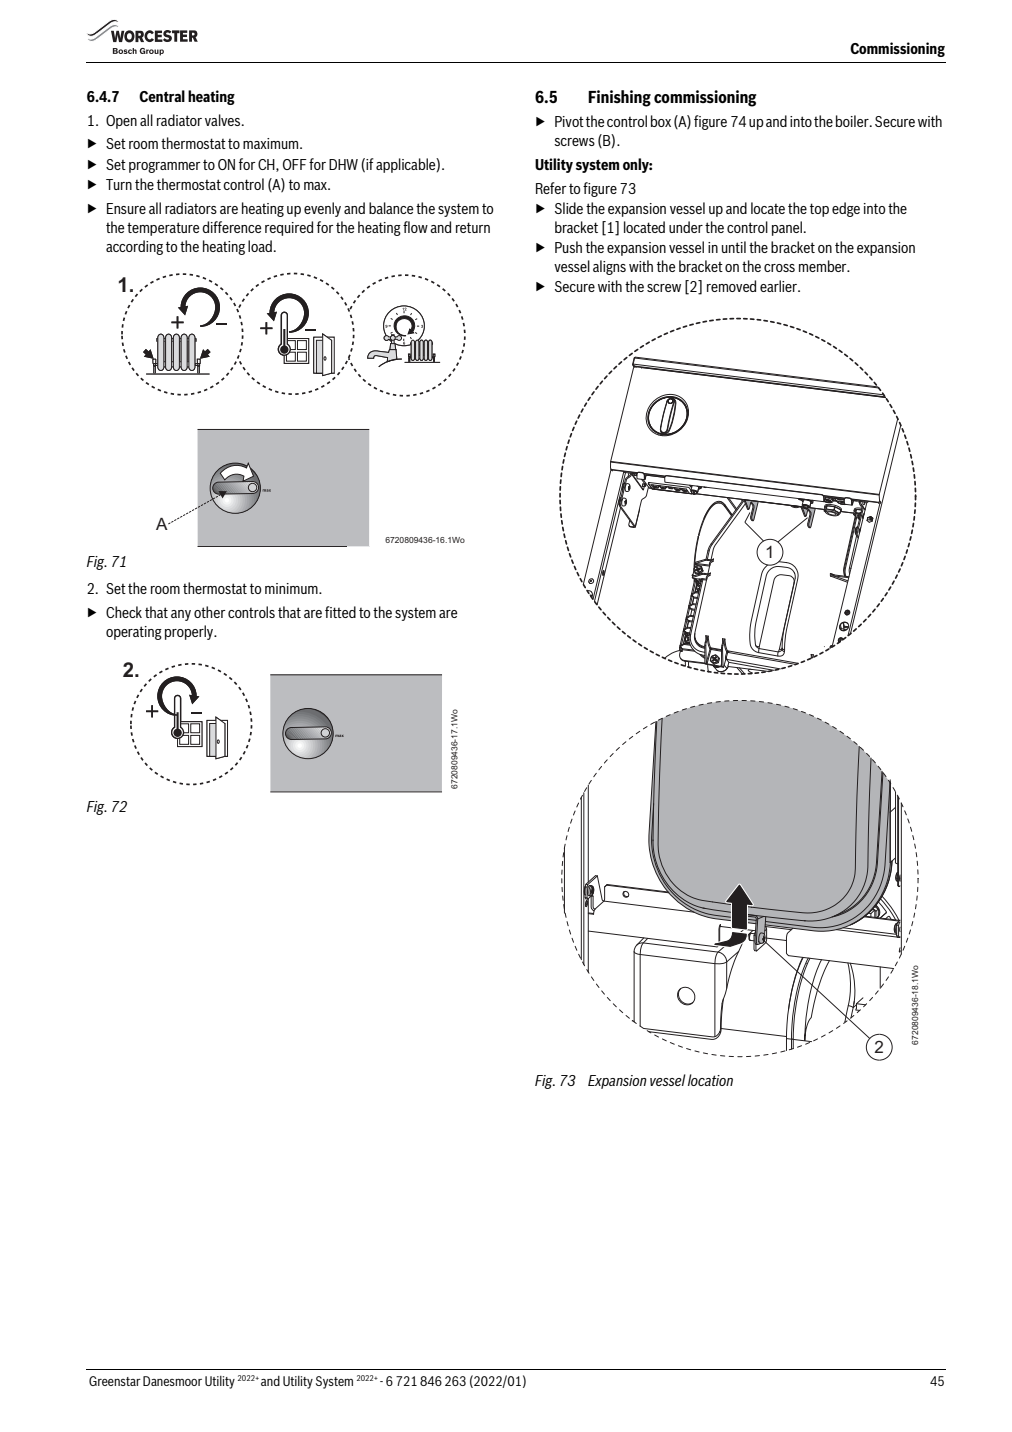 WORCESTER
Bosch Group
Commissioning
6.4.7 Central heating
1. Open all radiator valves.
▶ Set room thermostat to maximum.
▶ Set programmer to ON for CH, OFF for DHW (if applicable).
▶ Turn the thermostat control (A) to max.
▶ Ensure all radiators are heating up evenly and balance the system to
the temperature difference required for the heating flow and return
according to the heating load.
1.
+
−
+
−
max
A
6720809436-16.1Wo
Fig. 71
2. Set the room thermostat to minimum.
▶ Check that any other controls that are fitted to the system are
operating properly.
2.
+
−
max
6720809436-17.1Wo
Fig. 72
6.5 Finishing commissioning
▶ Pivot the control box (A) figure 74 up and into the boiler. Secure with
screws (B).
Utility system only:
Refer to figure 73
▶ Slide the expansion vessel up and locate the top edge into the
bracket [1] located under the control panel.
▶ Push the expansion vessel in until the bracket on the expansion
vessel aligns with the bracket on the cross member.
▶ Secure with the screw [2] removed earlier.
1
2
6720809436-18.1Wo
Fig. 73 Expansion vessel location
Greenstar Danesmoor Utility 2022+ and Utility System 2022+ - 6 721 846 263 (2022/01)
45